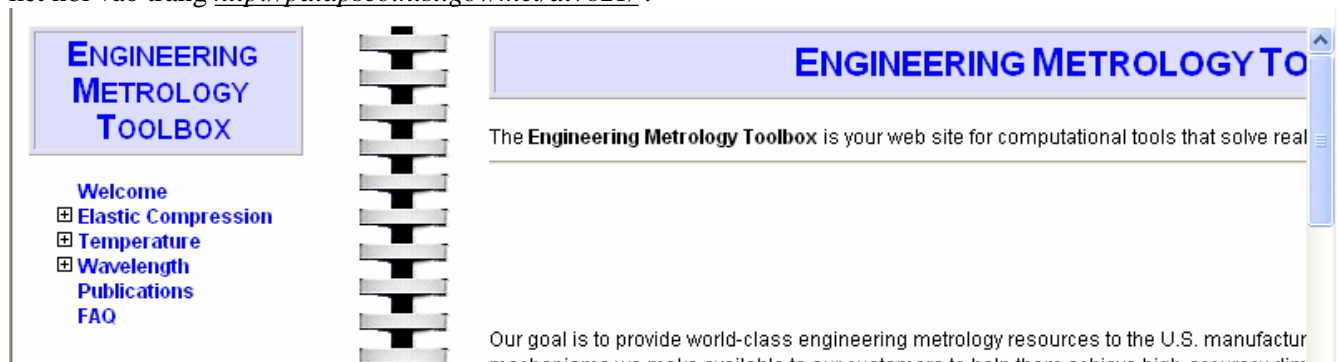 ENGINEERING
METROLOGY
TOOLBOX
Welcome
Elastic Compression
Temperature
Wavelength
Publications
FAQ
ENGINEERING METROLOGY TO
The Engineering Metrology Toolbox is your web site for computational tools that solve real
Our goal is to provide world-class engineering metrology resources to the U.S. manufactur